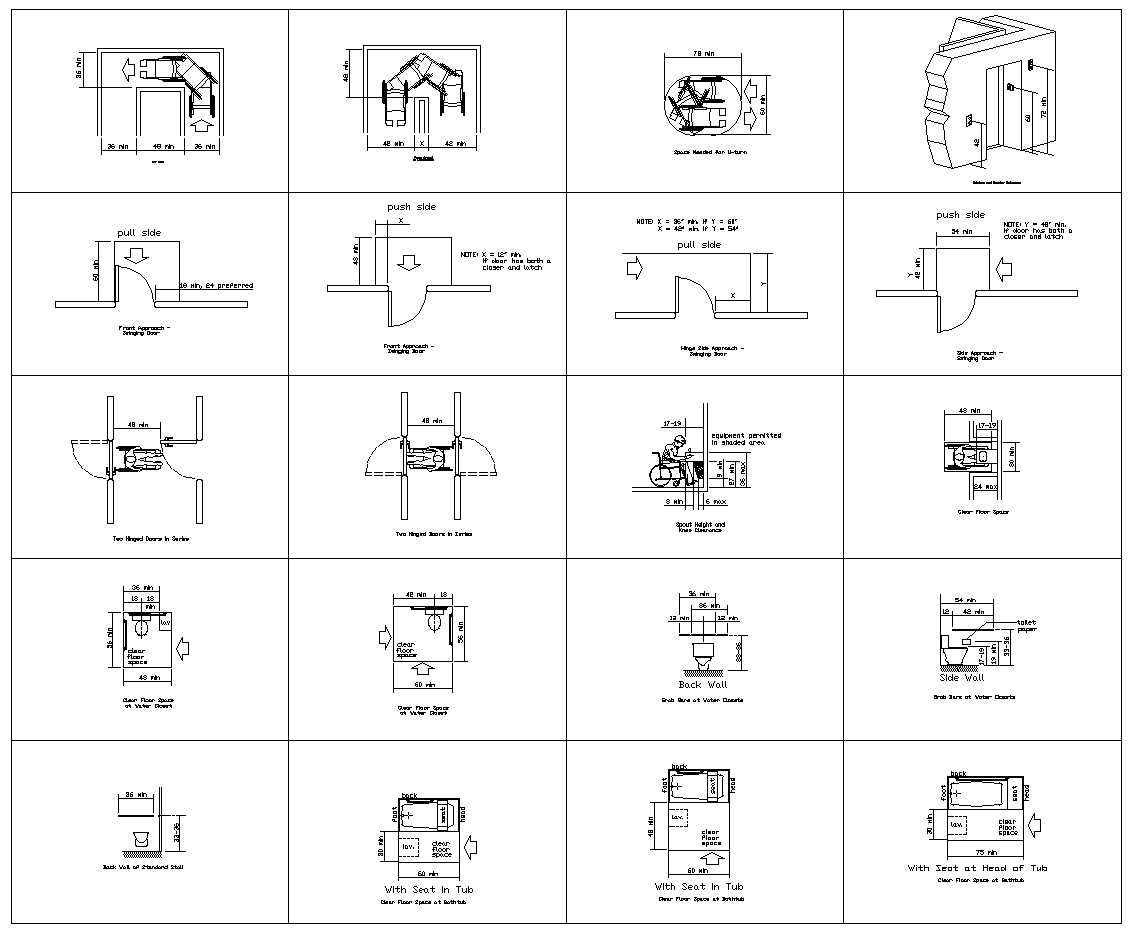 36 min
36 min
48 min
36 min
48 min
42 min
X
42 min
78 min
60 min
Space Needed for U-turn
42
60
72 min
pull side
60 min
18 min, 24 preferred
Front Approach -
Swinging Door
push side
X
48 min
NOTE: X = 12" min.
if door has both a
closer and latch
Front Approach -
Swinging Door
NOTE: X = 36" min. if Y = 60"
X = 42" min. if Y = 54"
pull side
X
Y
Hinge Side Approach -
Swinging Door
push side
54 min
NOTE: Y = 48" min.
if door has both a
closer and latch
Y
42 min
Side Approach -
Swinging Door
48 min
Two Hinged Doors in Series
48 min
Two Hinged Doors in Series
17-19
equipment permitted
in shaded area
9 min
27 min
36 max
8 min
6 max
Spout Height and
Knee Clearance
48 min
17-19
30 min
24 max
Clear Floor Space
36 min
18
18
min
lav
56 min
clear
floor
space
48 min
Clear Floor Space
at Water Closet
42 min
18
56 min
clear
floor
space
60 min
Clear Floor Space
at Water Closet
36 min
36 min
12 min
12 min
33-36
Back Wall
Grab Bars at Water Closets
54 min
12
42 min
toilet
paper
17-19
19 min
33-36
Side Wall
Grab Bars at Water Closets
36 min
33-36
Back Wall of Standard Stall
back
foot
seat
head
30 min
lav.
clear
floor
space
60 min
With Seat in Tub
Clear Floor Space at Bathtub
back
foot
seat
head
48 min
lav.
clear
floor
space
60 min
With Seat in Tub
Clear Floor Space at Bathtub
back
foot
seat
head
30 min
lav.
clear
floor
space
75 min
With Seat at Head of Tub
Clear Floor Space at Bathtub